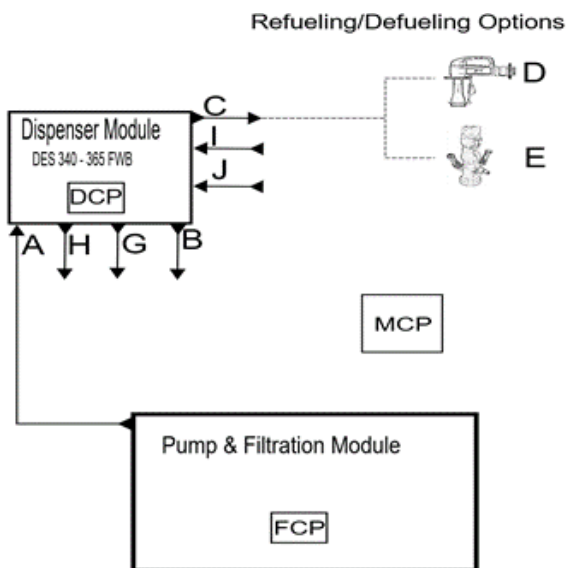 Refueling/Defueling Options
D
C
Dispenser Module
I
DES 340 - 365 FWB
E
J
DCP
A H G B
MCP
Pump & Filtration Module
FCP